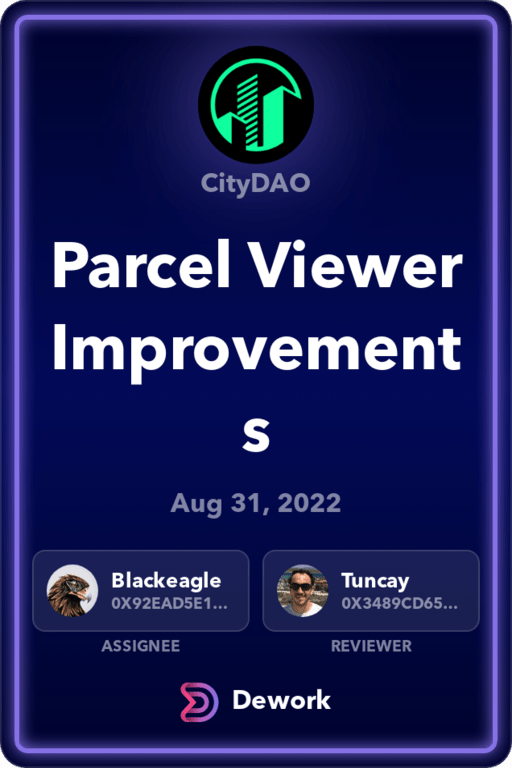 CityDAO
Parcel Viewer
Improvement
s
Aug 31, 2022
Blackeagle
0X92EAD5E1...
Tuncay
0X3489CD65...
ASSIGNEE
REVIEWER
Dework